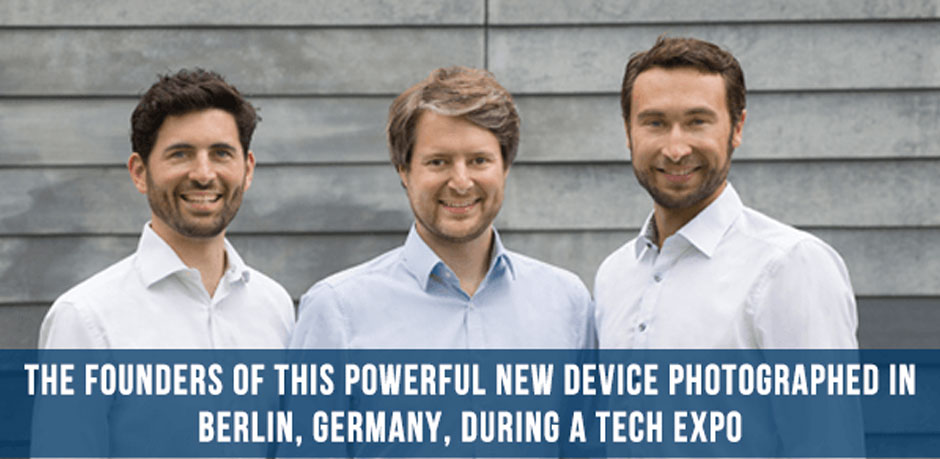 THE FOUNDERS OF THIS POWERFUL NEW DEVICE PHOTOGRAPHED IN
BERLIN, GERMANY, DURING A TECH EXPO